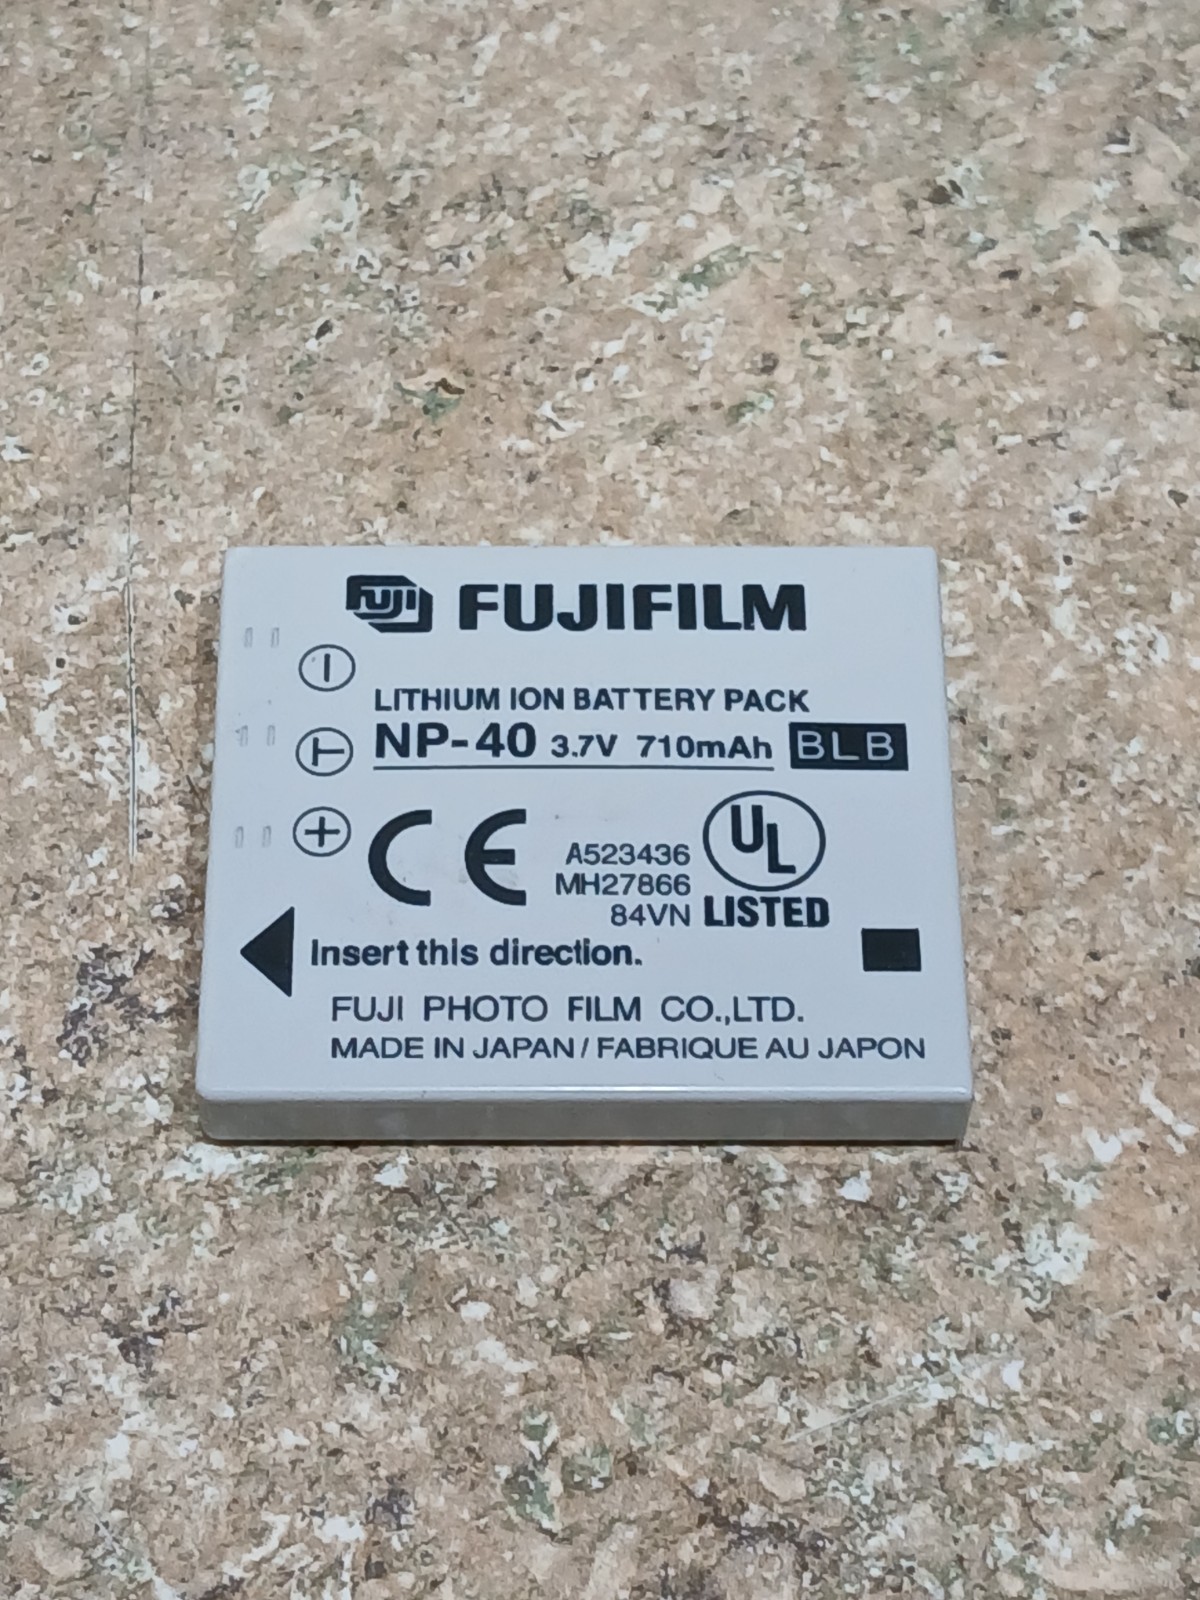 FUJI FUJIFILM
LITHIUM ION BATTERY PACK
NP-40 3.7V 710mAh BLB
CE A523436 UL
MH27866
84VN LISTED
Insert this direction.
FUJI PHOTO FILM CO.,LTD.
MADE IN JAPAN / FABRIQUE AU JAPON